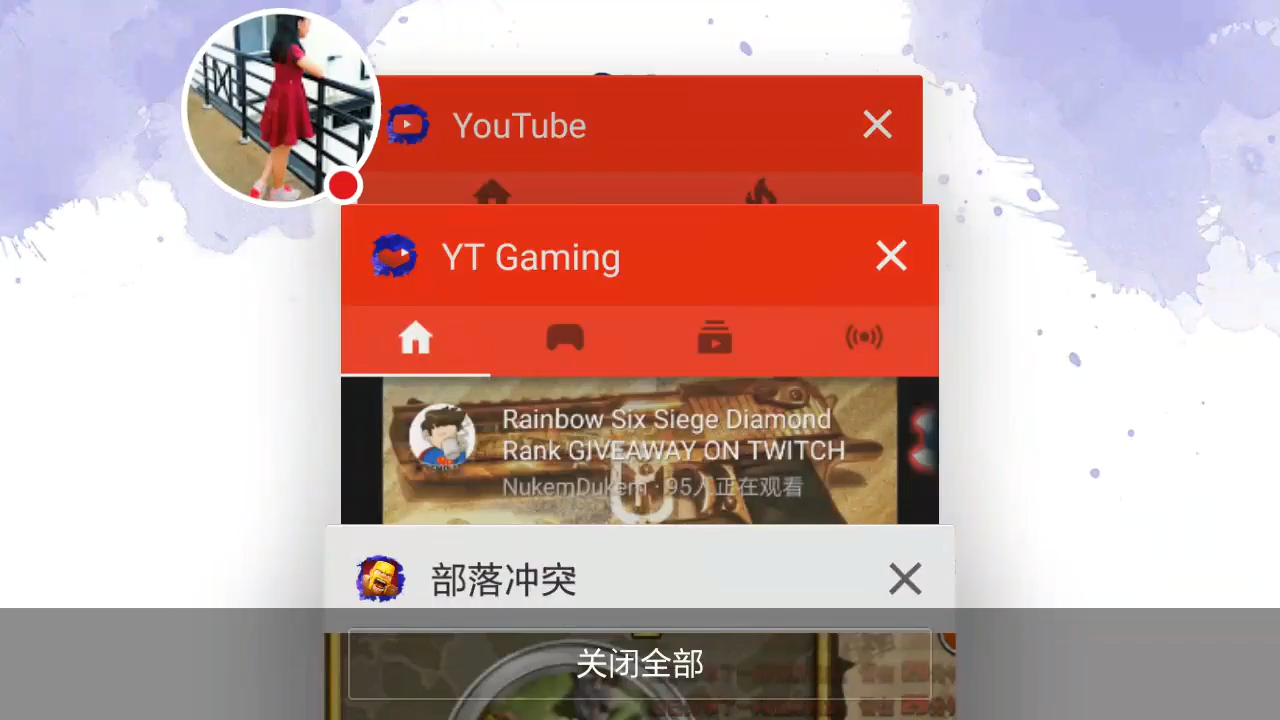 YouTube
YT Gaming
Rainbow Six Siege Diamond
Rank GIVEAWAY ON TWITCH
NukemDukem · 95人正在观看
部落冲突
关闭全部